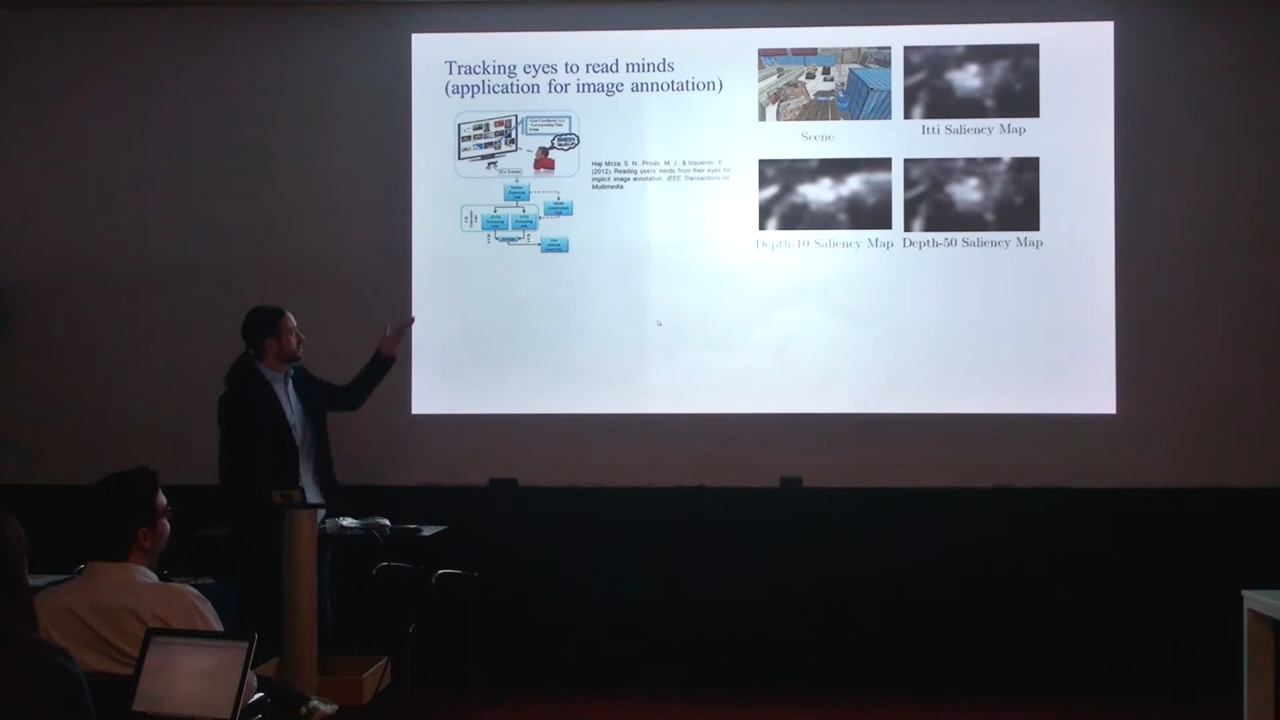 Tracking eyes to read minds
(application for image annotation)
Haji Mirza, S. N., Proulx, M. J., & Izquierdo, E.
(2012). Reading users' minds from their eyes for
implicit image annotation. IEEE Transactions on
Multimedia
Eye Tracker
Scene
Itti Saliency Map
Depth-10 Saliency Map
Depth-50 Saliency Map